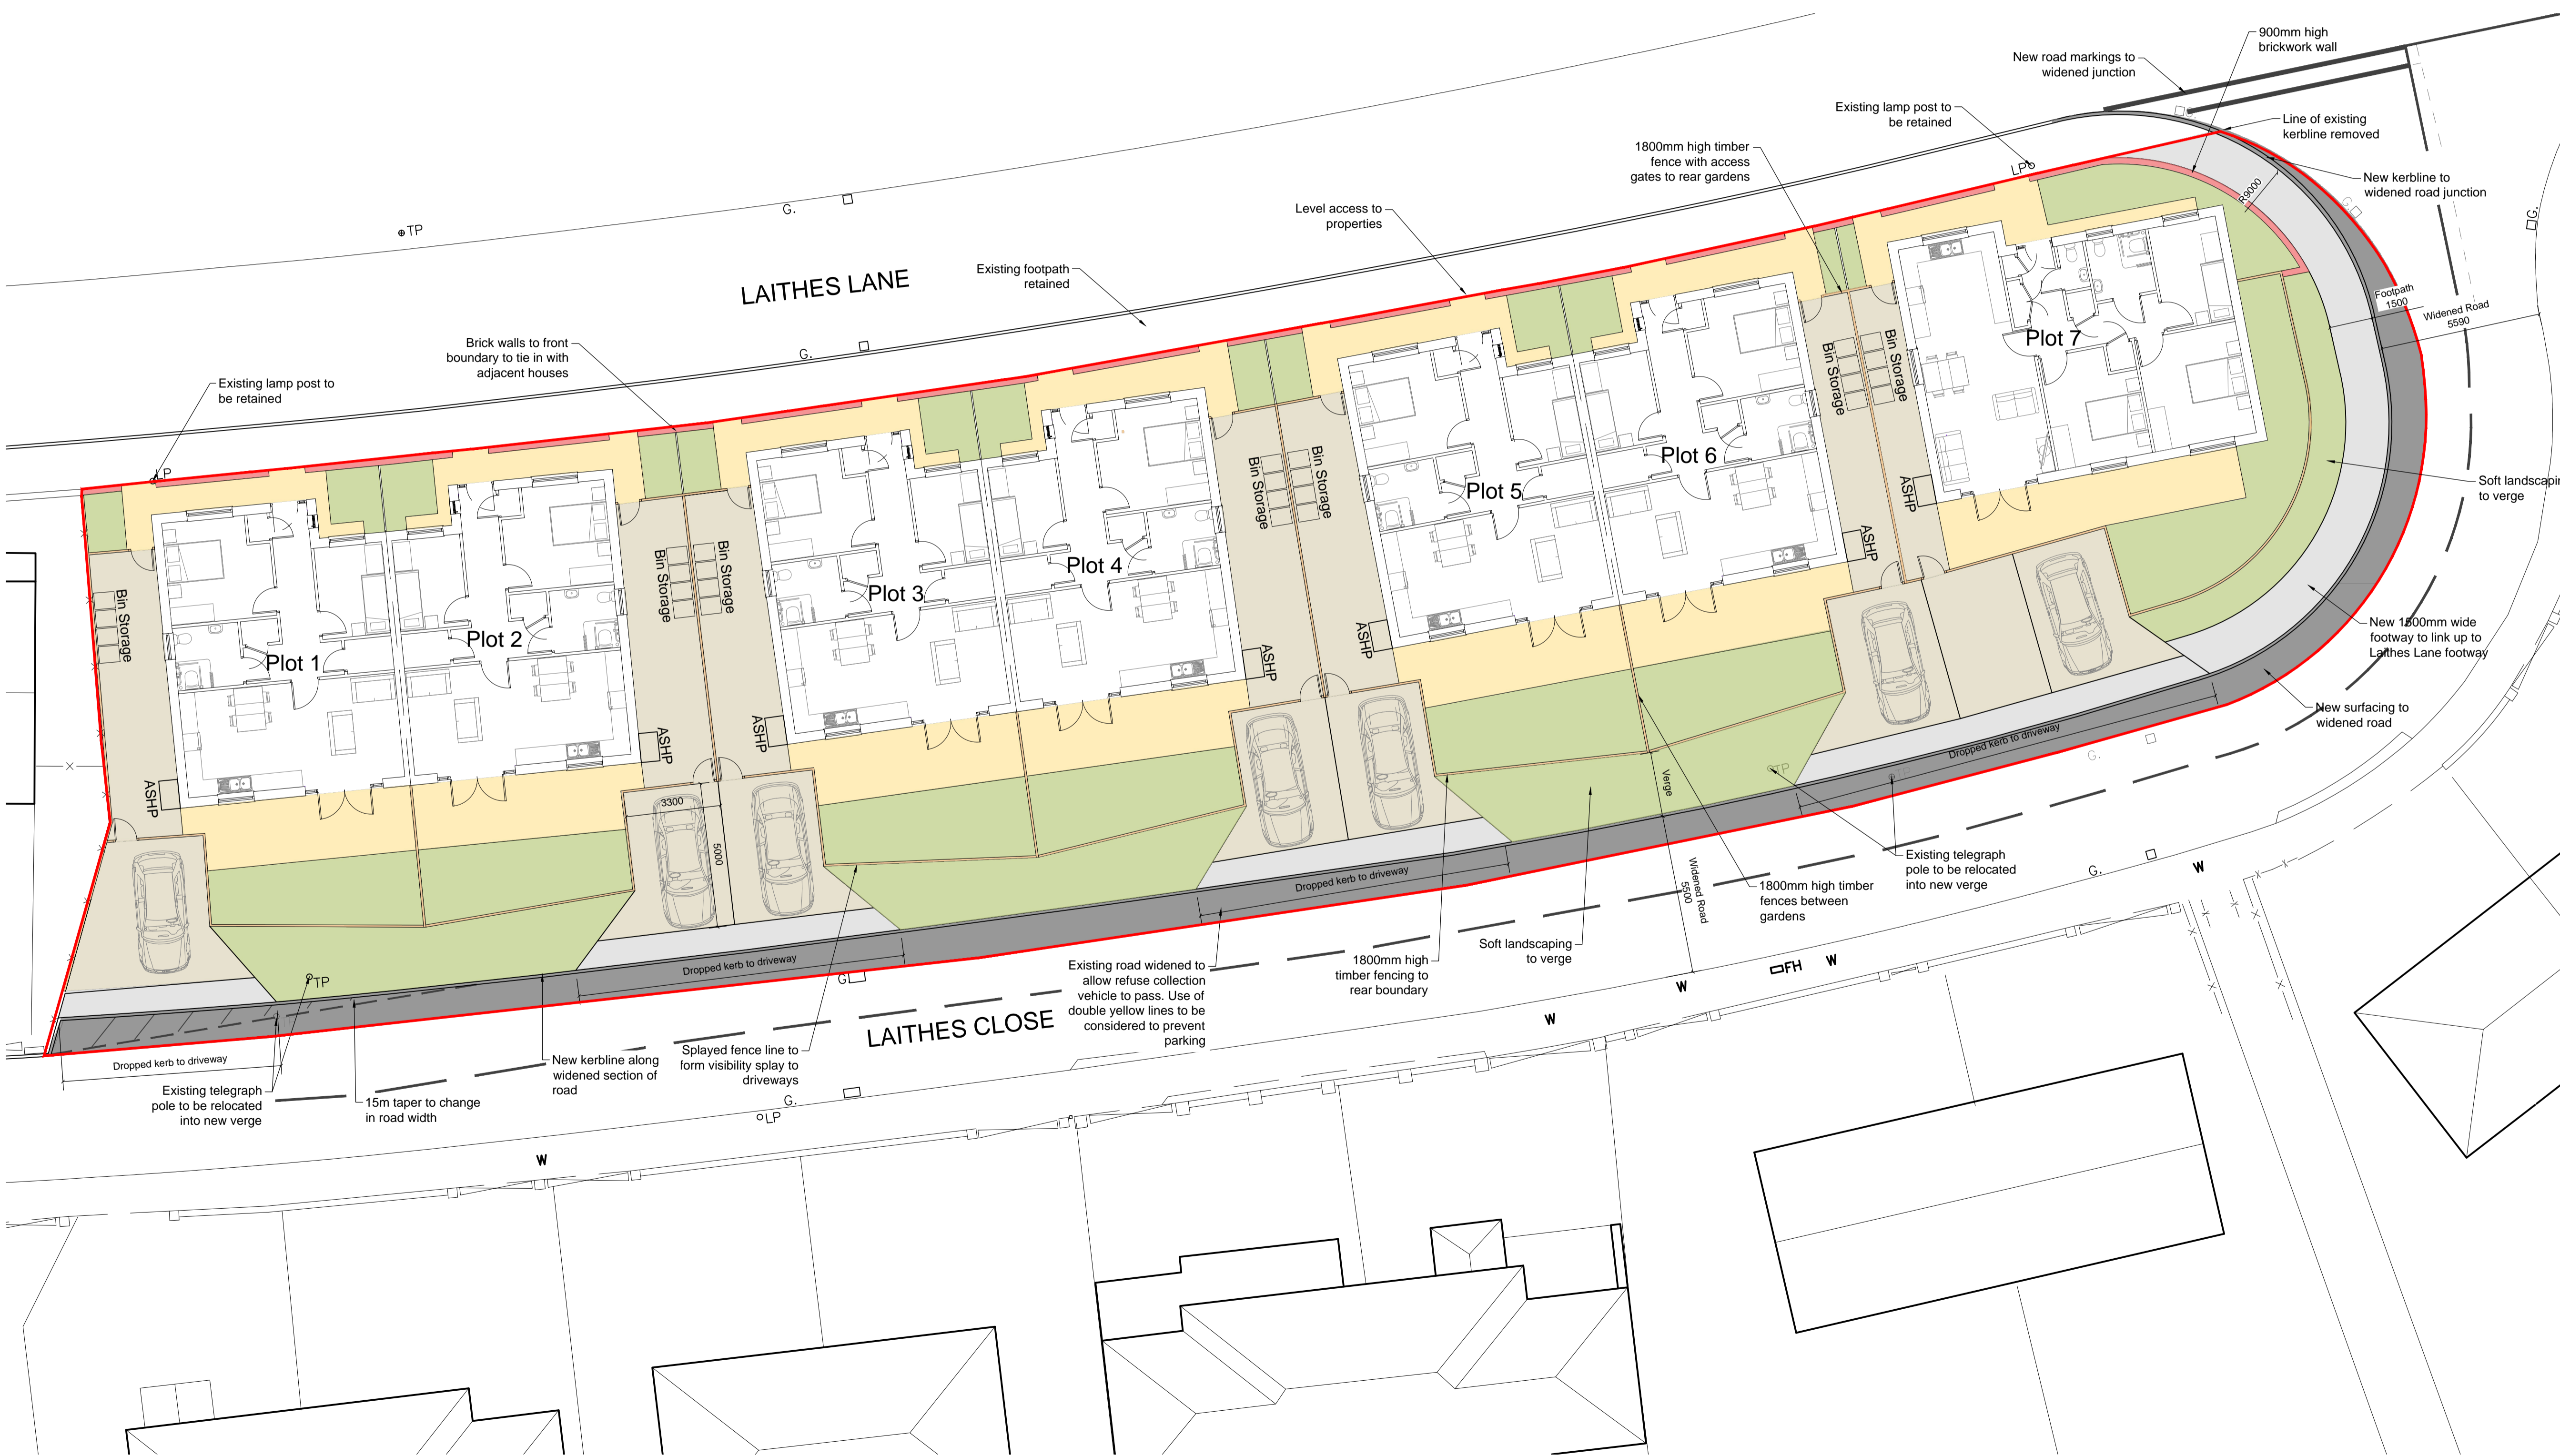 900mm high
brickwork wall
New road markings to
widened junction
Existing lamp post to
be retained
Line of existing
kerbline removed
1800mm high timber
fence with access
gates to rear gardens
LP
New kerbline to
widened road junction
R9000
G.
G.
G.
TP
Level access to
properties
LAITHES LANE
Existing footpath
retained
Footpath
1500
Widened Road
5590
Brick walls to front
boundary to tie in with
adjacent houses
G.
Existing lamp post to
be retained
LP
Plot 7
Bin Storage
Bin Storage
Plot 6
Plot 5
Bin Storage
Bin Storage
Plot 4
Plot 3
Bin Storage
Bin Storage
Plot 2
Plot 1
Bin Storage
ASHP
ASHP
ASHP
ASHP
ASHP
ASHP
ASHP
Soft landscaping
to verge
New 1500mm wide
footway to link up to
Laithes Lane footway
New surfacing to
widened road
Dropped kerb to driveway
G.
TP
Verge
3300
5000
Widened Road
5500
Existing telegraph
pole to be relocated
into new verge
1800mm high timber
fences between
gardens
Dropped kerb to driveway
Soft landscaping
to verge
1800mm high
timber fencing to
rear boundary
Existing road widened to
allow refuse collection
vehicle to pass. Use of
double yellow lines to be
considered to prevent
parking
G.
W
FH
W
W
W
Dropped kerb to driveway
G
TP
LAITHES CLOSE
Splayed fence line to
form visibility splay to
driveways
New kerbline along
widened section of
road
Dropped kerb to driveway
Existing telegraph
pole to be relocated
into new verge
15m taper to change
in road width
G.
LP
W